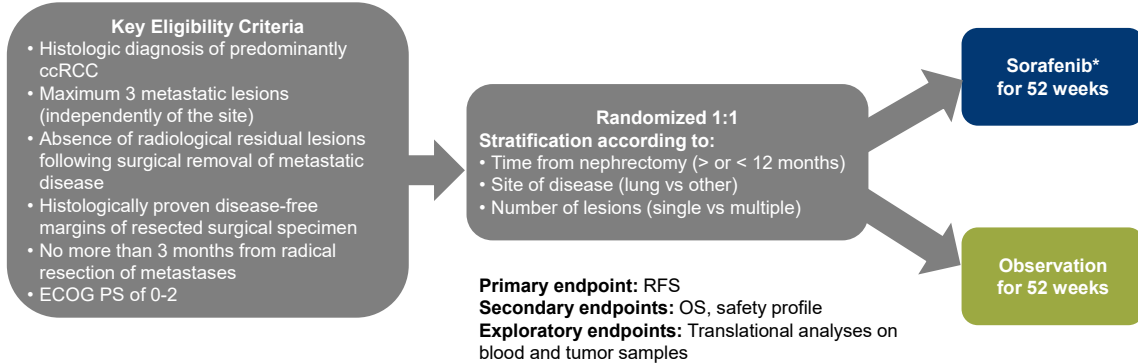 Key Eligibility Criteria
• Histologic diagnosis of predominantly
ccRCC
• Maximum 3 metastatic lesions
(independently of the site)
• Absence of radiological residual lesions
following surgical removal of metastatic
disease
• Histologically proven disease-free
margins of resected surgical specimen
• No more than 3 months from radical
resection of metastases
• ECOG PS of 0-2
Randomized 1:1
Stratification according to:
• Time from nephrectomy (> or < 12 months)
• Site of disease (lung vs other)
• Number of lesions (single vs multiple)
Primary endpoint: RFS
Secondary endpoints: OS, safety profile
Exploratory endpoints: Translational analyses on
blood and tumor samples
Sorafenib*
for 52 weeks
Observation
for 52 weeks